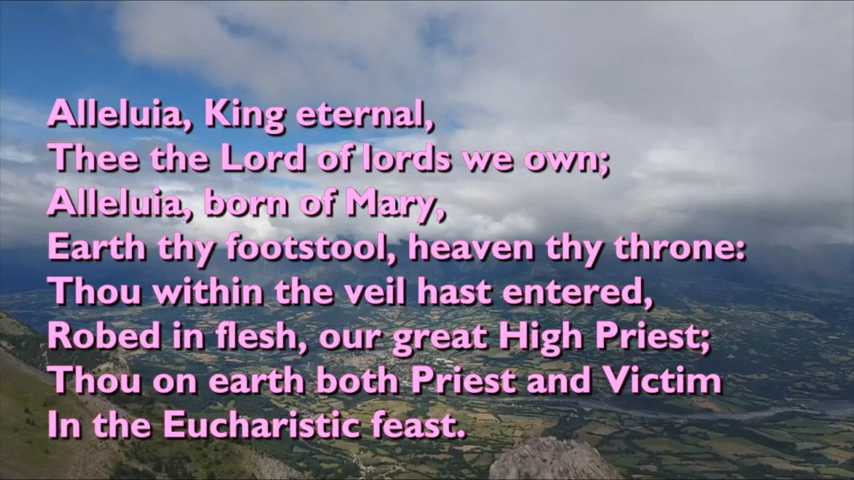 Alleluia, King eternal,
Thee the Lord of lords we own;
Alleluia, born of Mary,
Earth thy footstool, heaven thy throne:
Thou within the veil hast entered,
Robed in flesh, our great High Priest;
Thou on earth both Priest and Victim
In the Eucharistic feast.